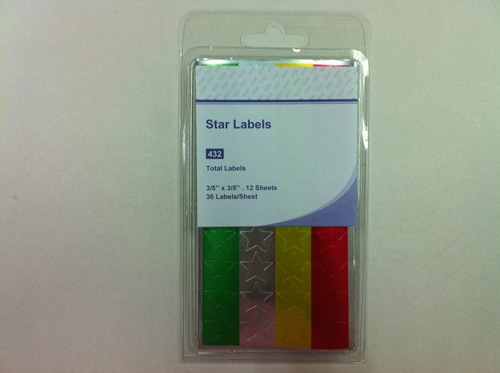 Star Labels
432
Total Labels
3/5" x 3/5" . 12 Sheets
36 Labels/Sheet